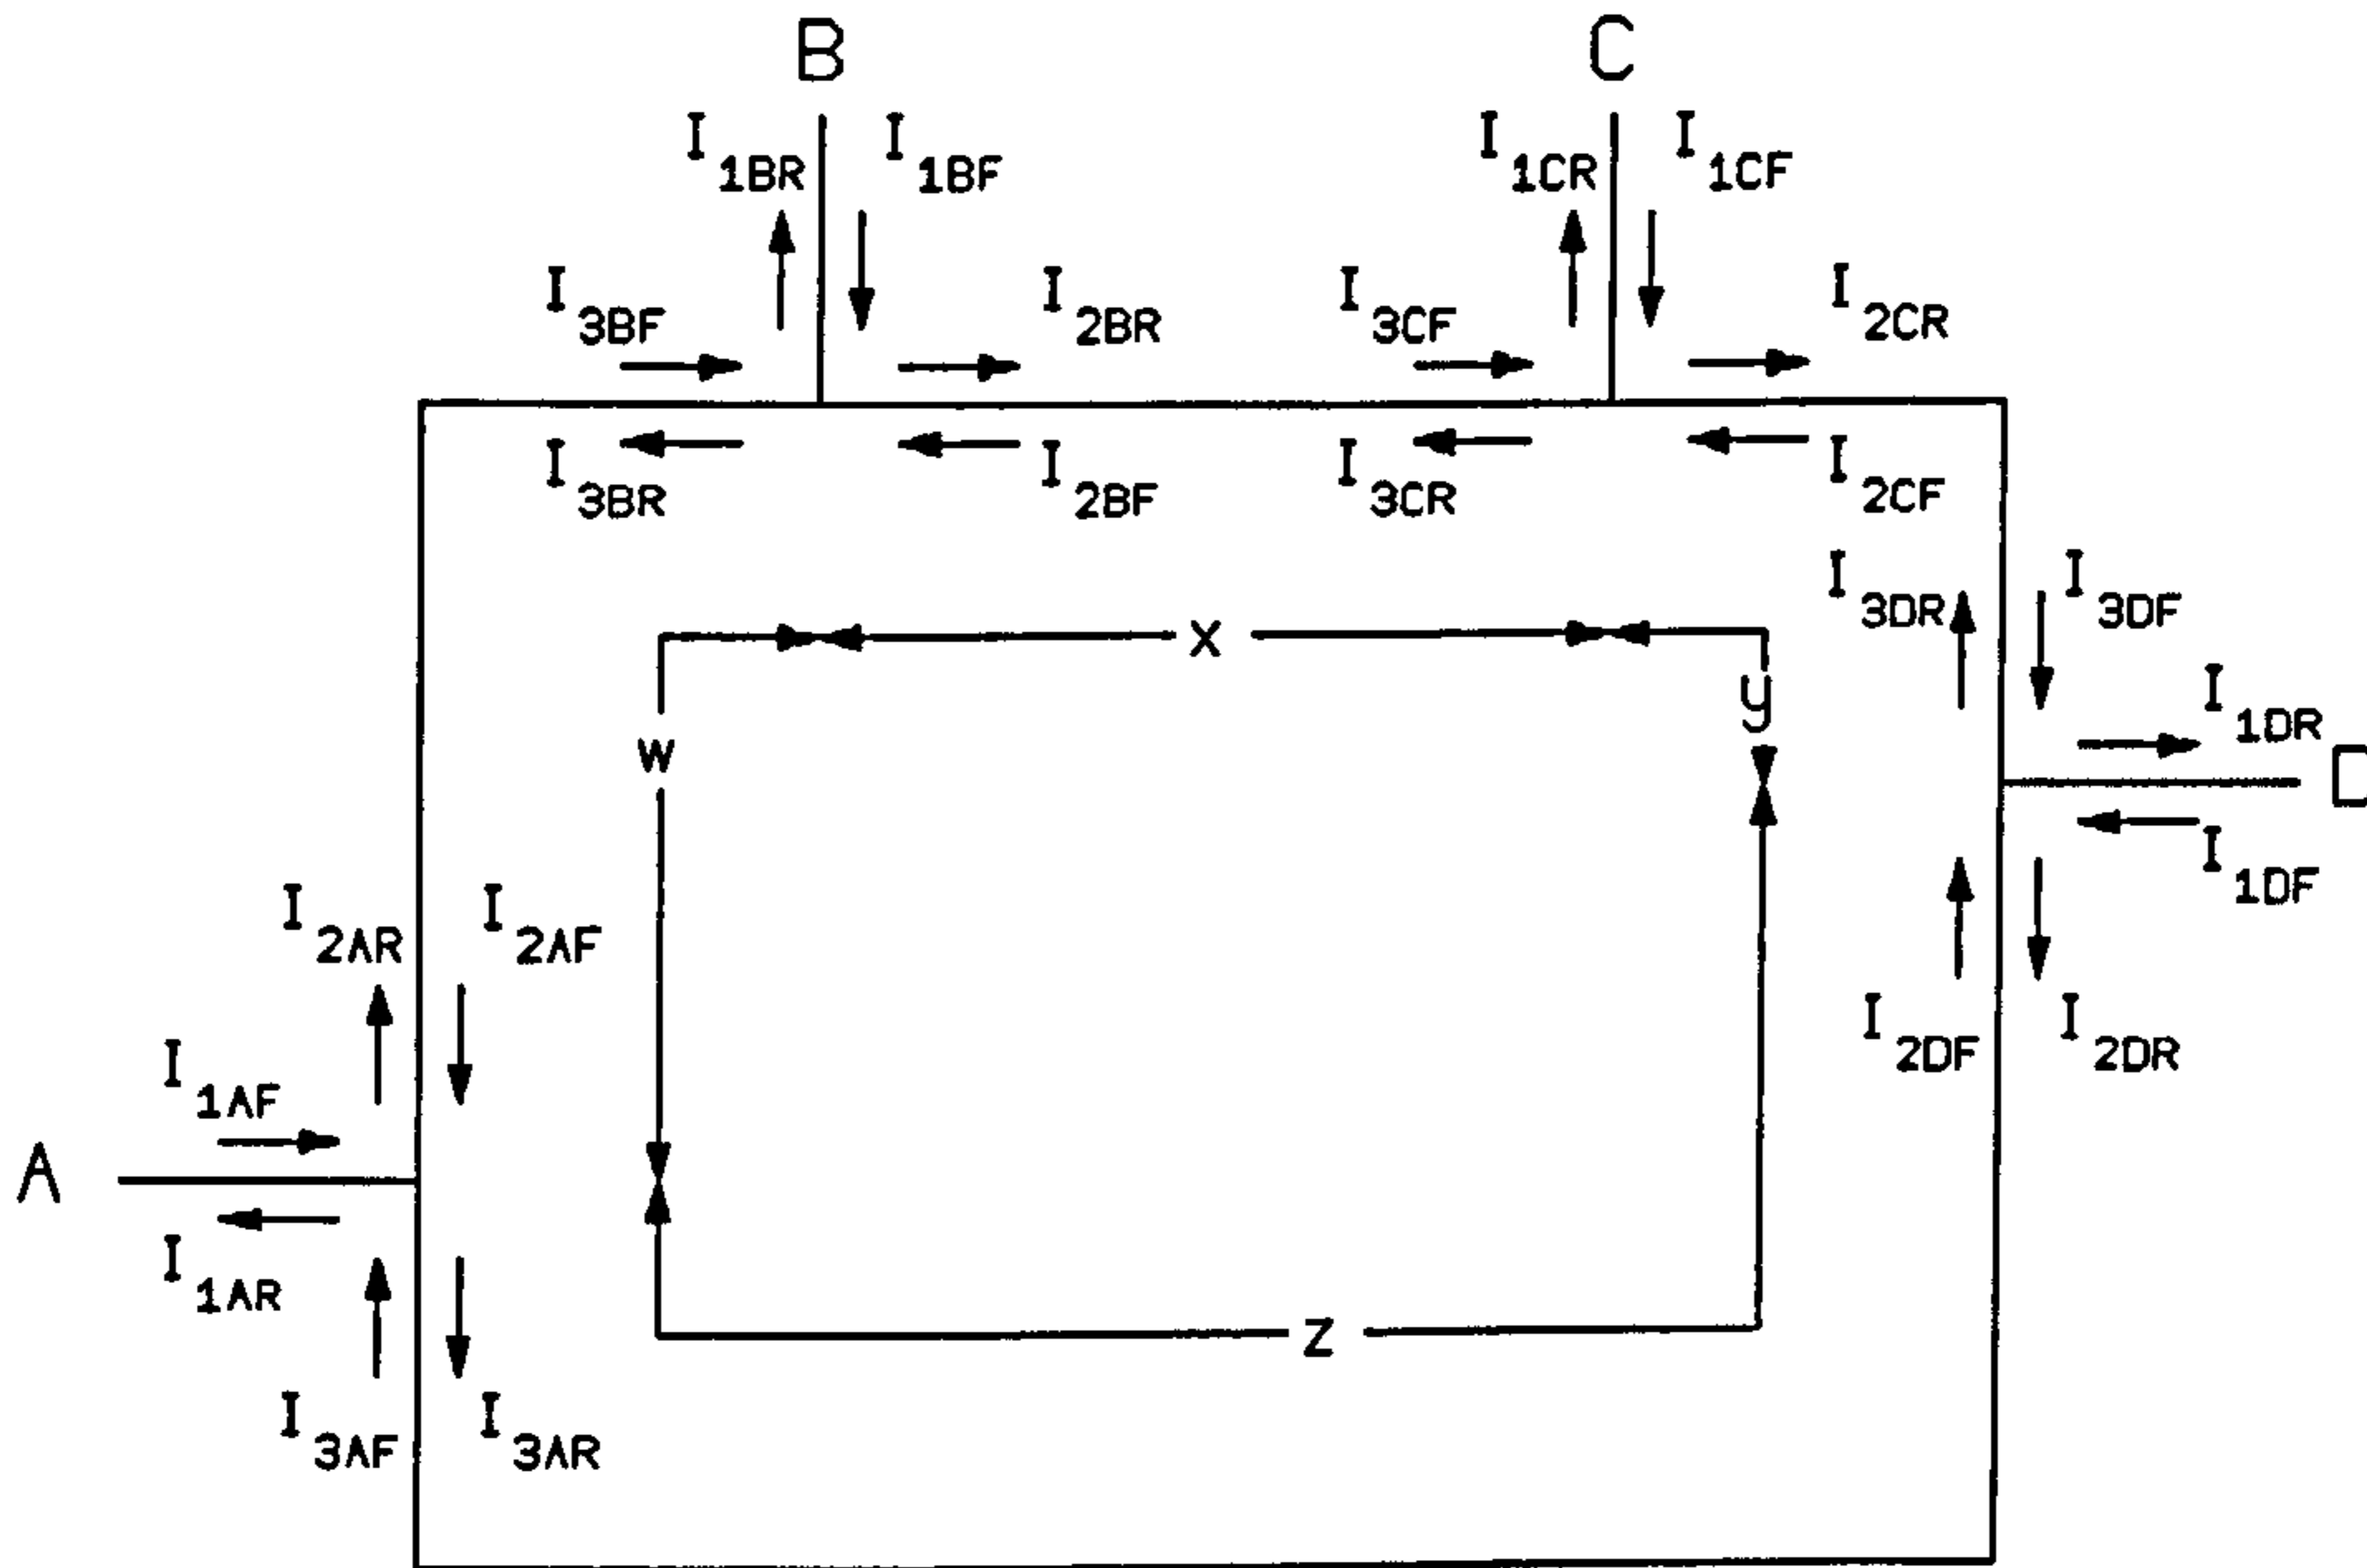 B C
I1BR I1BF I1CR I1CF
I3BF I2BR I3CF I2CR
I3BR I2BF I3CR I2CF
I3DR I3DF
x
y
I1DR
w
D
I1DF
I2AR I2AF
I2DF I2DR
I1AF
A
I1AR
z
I3AF I3AR